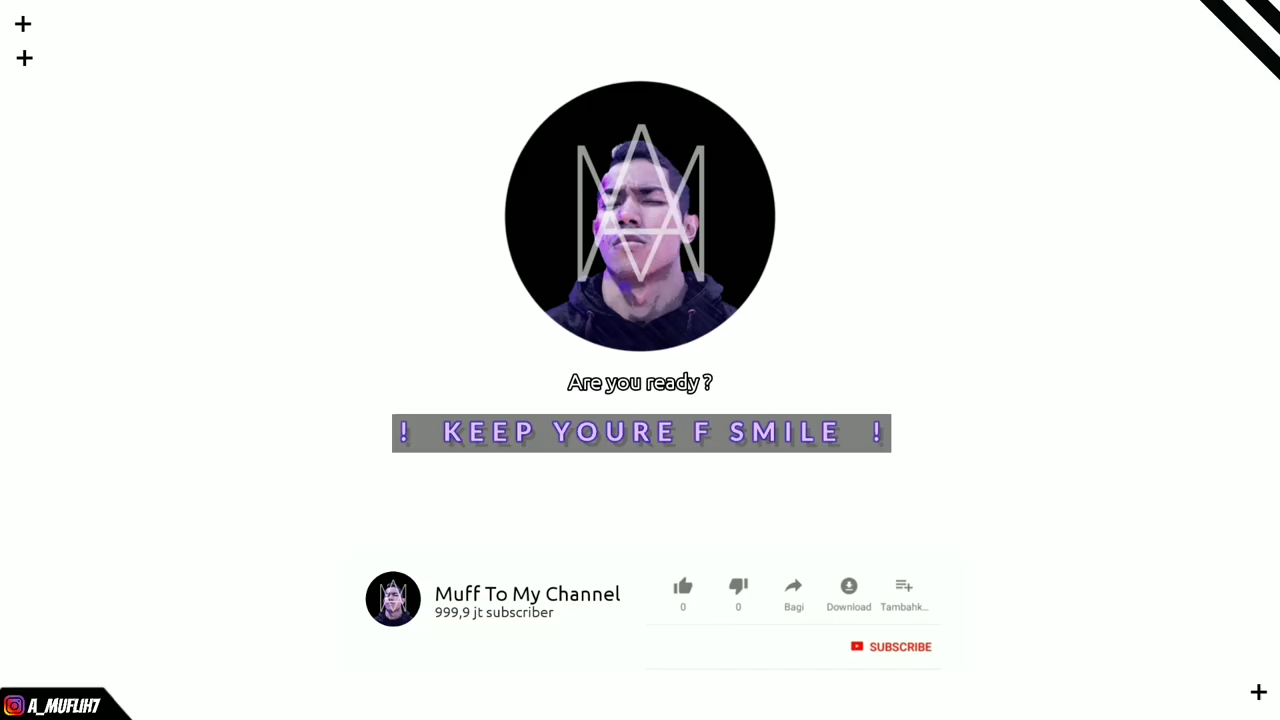 Are you ready ?
! KEEP YOURE F SMILE !
Muff To My Channel
999,9 jt subscriber
0
0
Bagi
Download
Tambahk...
SUBSCRIBE
A_MUFLIH7